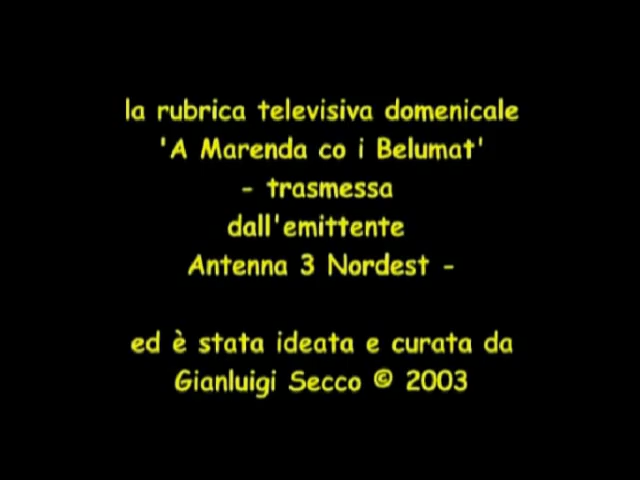 la rubrica televisiva domenicale
'A Marenda co i Belumat'
- trasmessa
dall'emittente
Antenna 3 Nordest -
ed è stata ideata e curata da
Gianluigi Secco © 2003